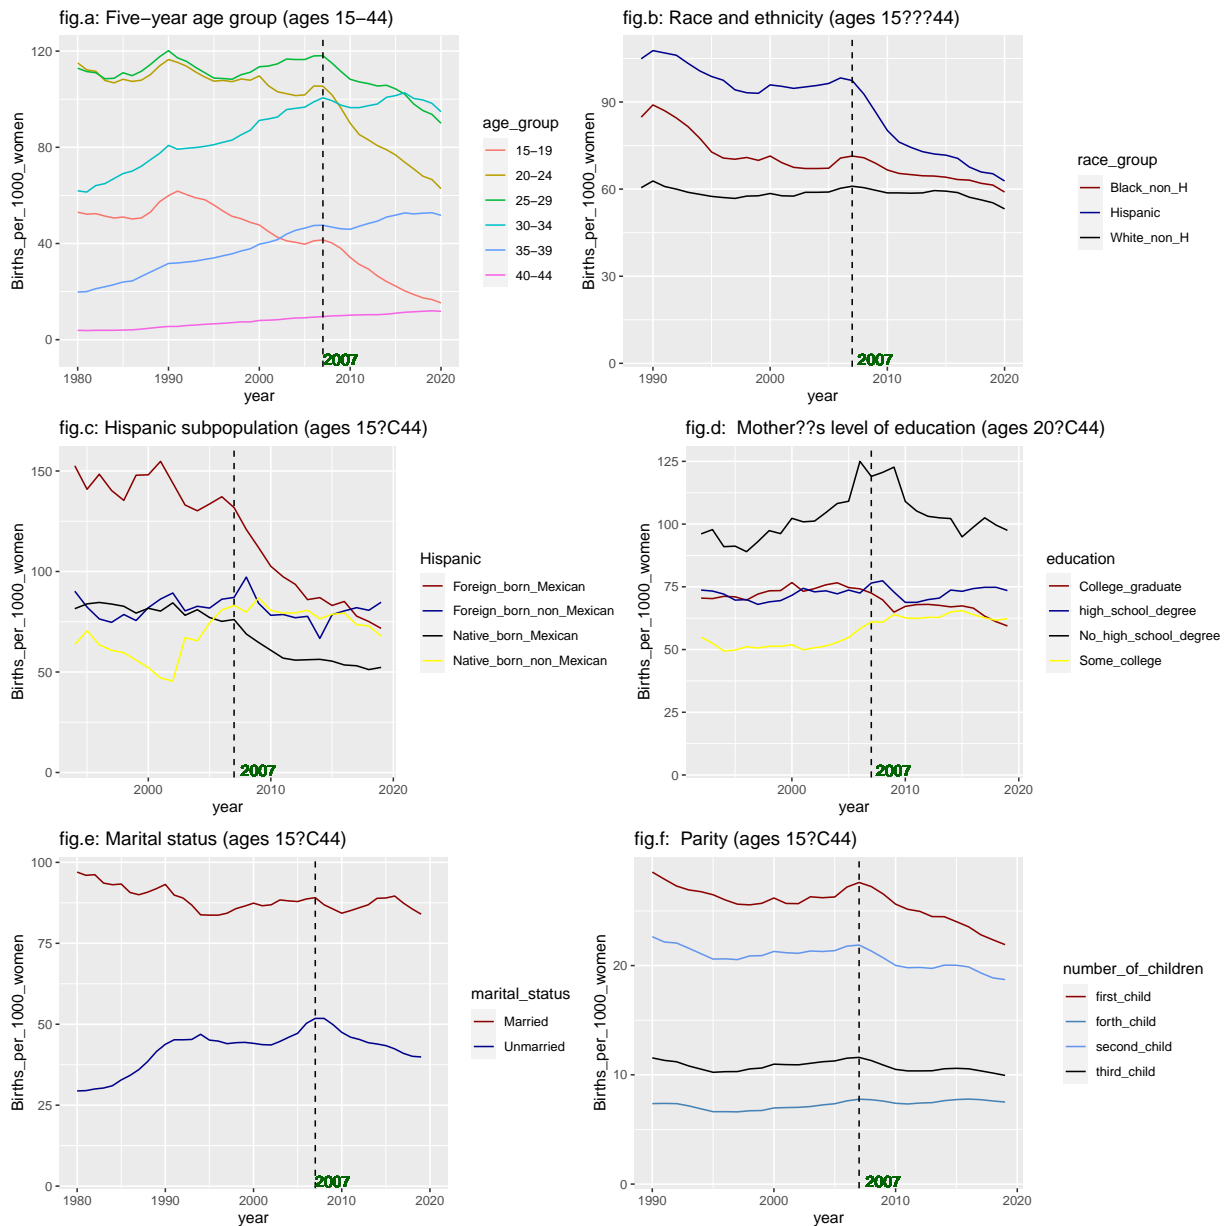 fig.a: Five−year age group (ages 15−44)
Births_per_1000_women
120
80
40
0
2007
1980
1990
2000
2010
2020
year
age_group
15−19
20−24
25−29
30−34
35−39
40−44
fig.b: Race and ethnicity (ages 15???44)
Births_per_1000_women
90
60
30
0
2007
1990
2000
2010
2020
year
race_group
Black_non_H
Hispanic
White_non_H
fig.c: Hispanic subpopulation (ages 15?C44)
Births_per_1000_women
150
100
50
0
2007
2000
2010
2020
year
Hispanic
Foreign_born_Mexican
Foreign_born_non_Mexican
Native_born_Mexican
Native_born_non_Mexican
fig.d:  Mother??s level of education (ages 20?C44)
Births_per_1000_women
125
100
75
50
25
0
2007
2000
2010
2020
year
education
College_graduate
high_school_degree
No_high_school_degree
Some_college
fig.e: Marital status (ages 15?C44)
Births_per_1000_women
100
75
50
25
0
2007
1980
1990
2000
2010
2020
year
marital_status
Married
Unmarried
fig.f:  Parity (ages 15?C44)
Births_per_1000_women
20
10
0
2007
1990
2000
2010
2020
year
number_of_children
first_child
forth_child
second_child
third_child